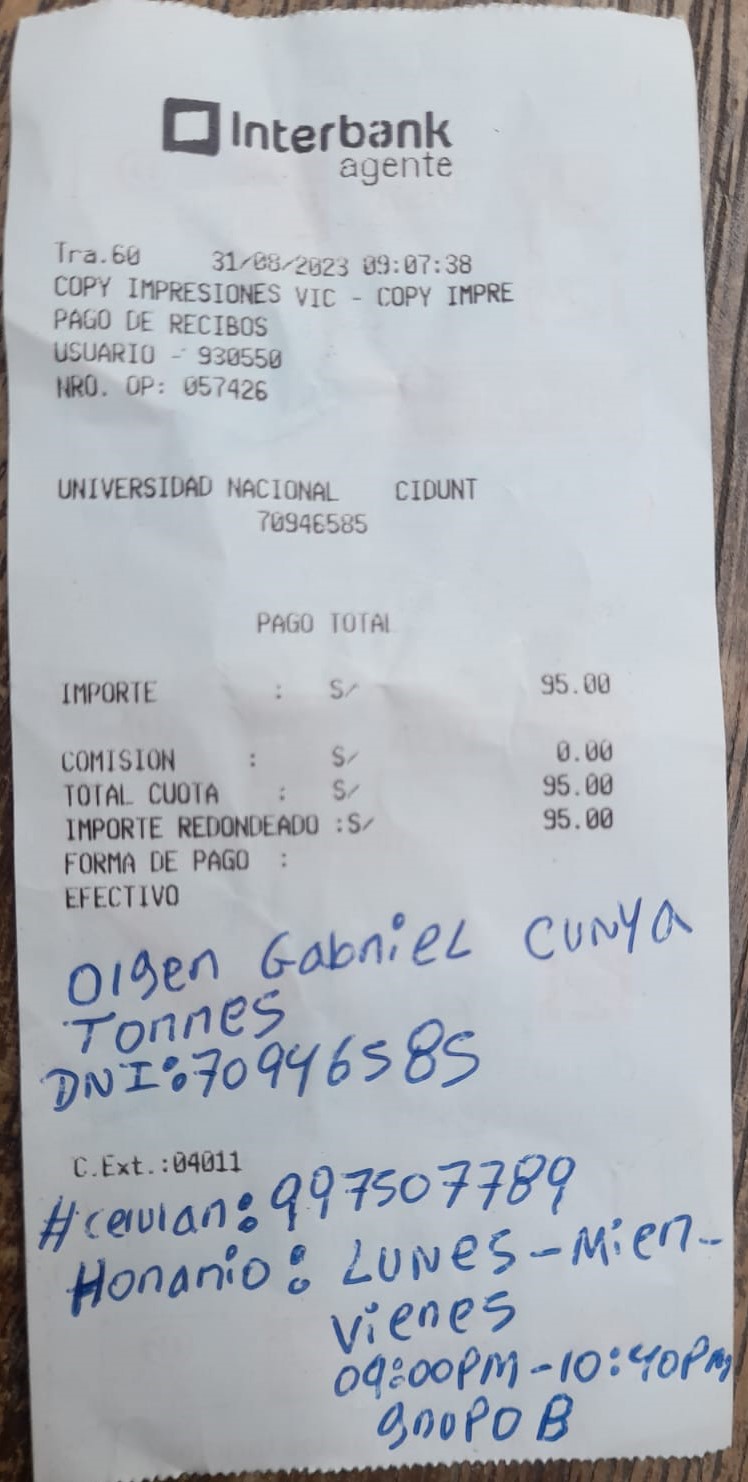 Interbank
agente
Tra.60 31/08/2023 09:07:38
COPY IMPRESIONES VIC - COPY IMPRE
PAGO DE RECIBOS
USUARIO - 930550
NRO. OP: 057426
UNIVERSIDAD NACIONAL CIDUNT
70946585
PAGO TOTAL
IMPORTE : S/ 95.00
COMISION : S/ 0.00
TOTAL CUOTA : S/ 95.00
IMPORTE REDONDEADO :S/ 95.00
FORMA DE PAGO :
EFECTIVO
Olgen Gabriel CUNYA
Torres
DNI:70946585
C.Ext.:04011
#celular:997507789
Horario: LUNES-Mier-
Viernes
09:00PM-10:40PM
grupo B